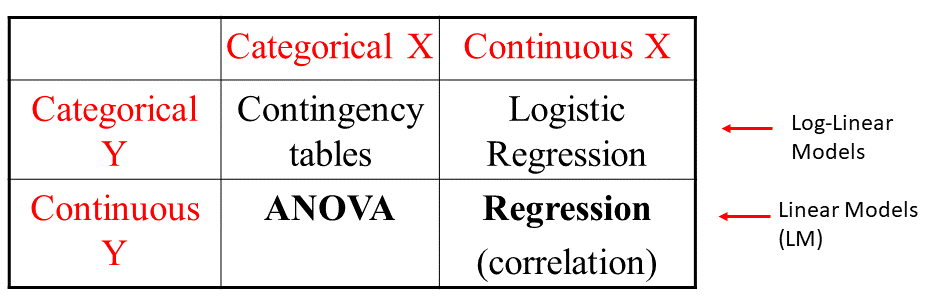 Categorical X
Continuous X
Categorical
Y
Contingency
tables
Logistic
Regression
Log-Linear
Models
Continuous
Y
ANOVA
Regression
(correlation)
Linear Models
(LM)